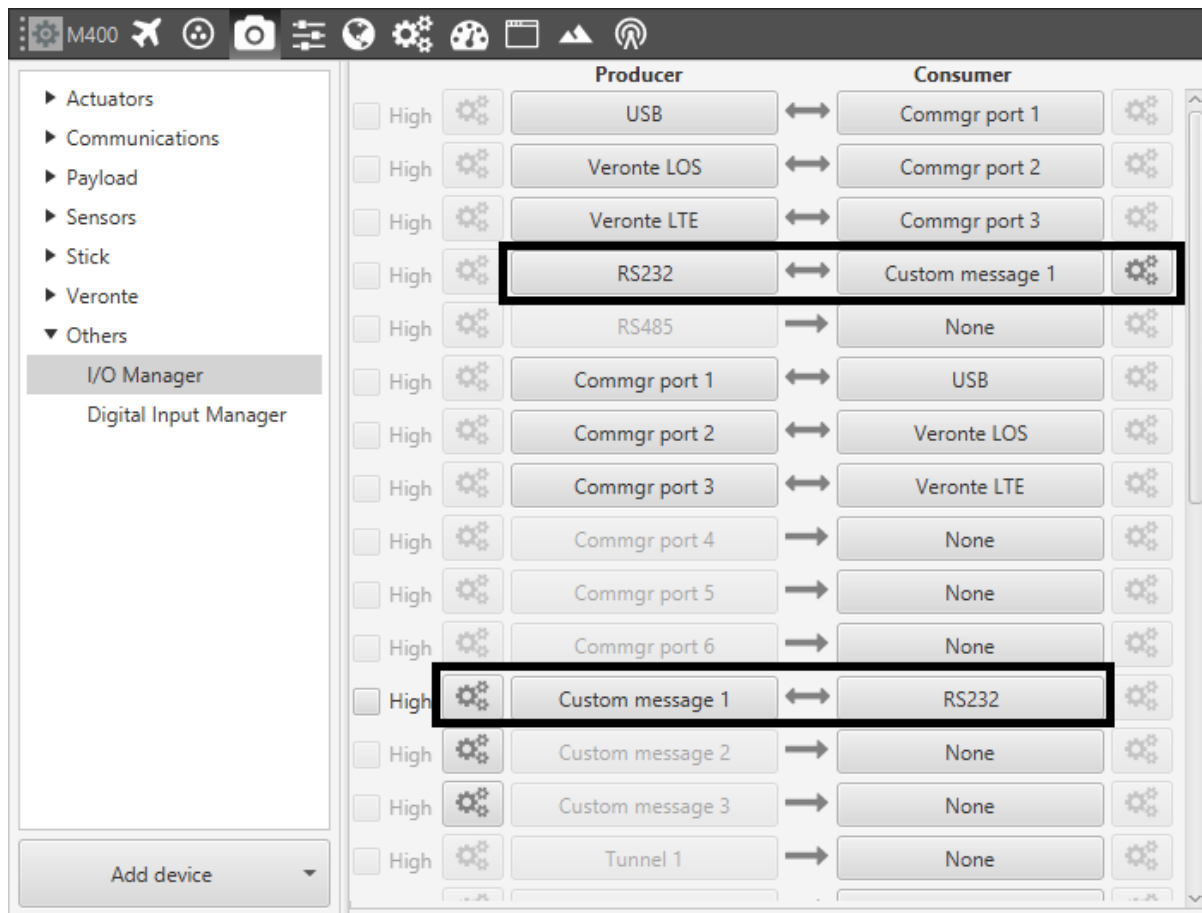 M400
Actuators
Communications
Payload
Sensors
Stick
Veronte
Others
I/O Manager
Digital Input Manager
Add device
Producer Consumer
High USB Commgr port 1
High Veronte LOS Commgr port 2
High Veronte LTE Commgr port 3
High RS232 Custom message 1
High RS485 None
High Commgr port 1 USB
High Commgr port 2 Veronte LOS
High Commgr port 3 Veronte LTE
High Commgr port 4 None
High Commgr port 5 None
High Commgr port 6 None
High Custom message 1 RS232
High Custom message 2 None
High Custom message 3 None
High Tunnel 1 None